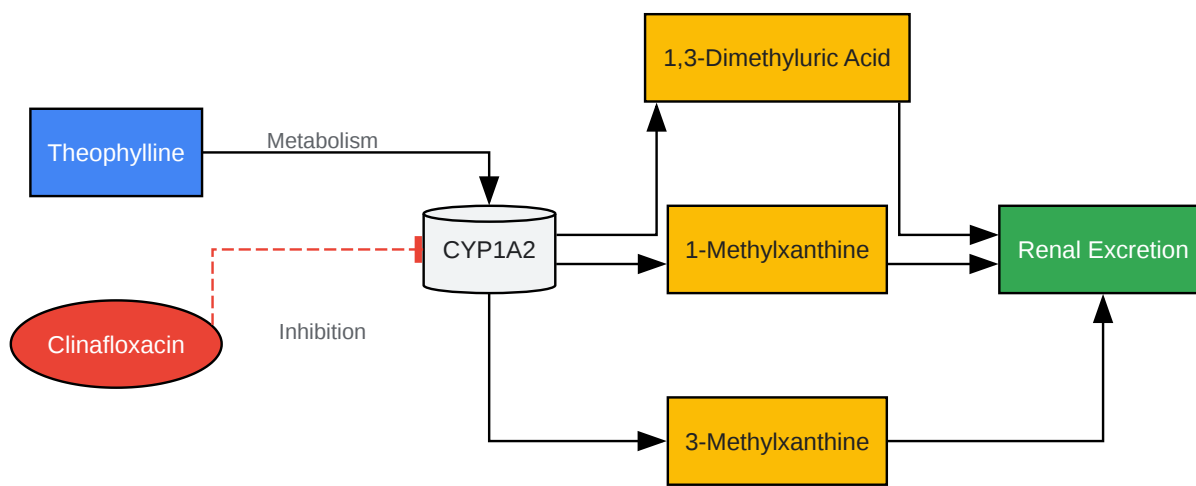 1,3-Dimethyluric Acid
Theophylline
Metabolism
CYP1A2
1-Methylxanthine
Renal Excretion
Clinafloxacin
Inhibition
3-Methylxanthine